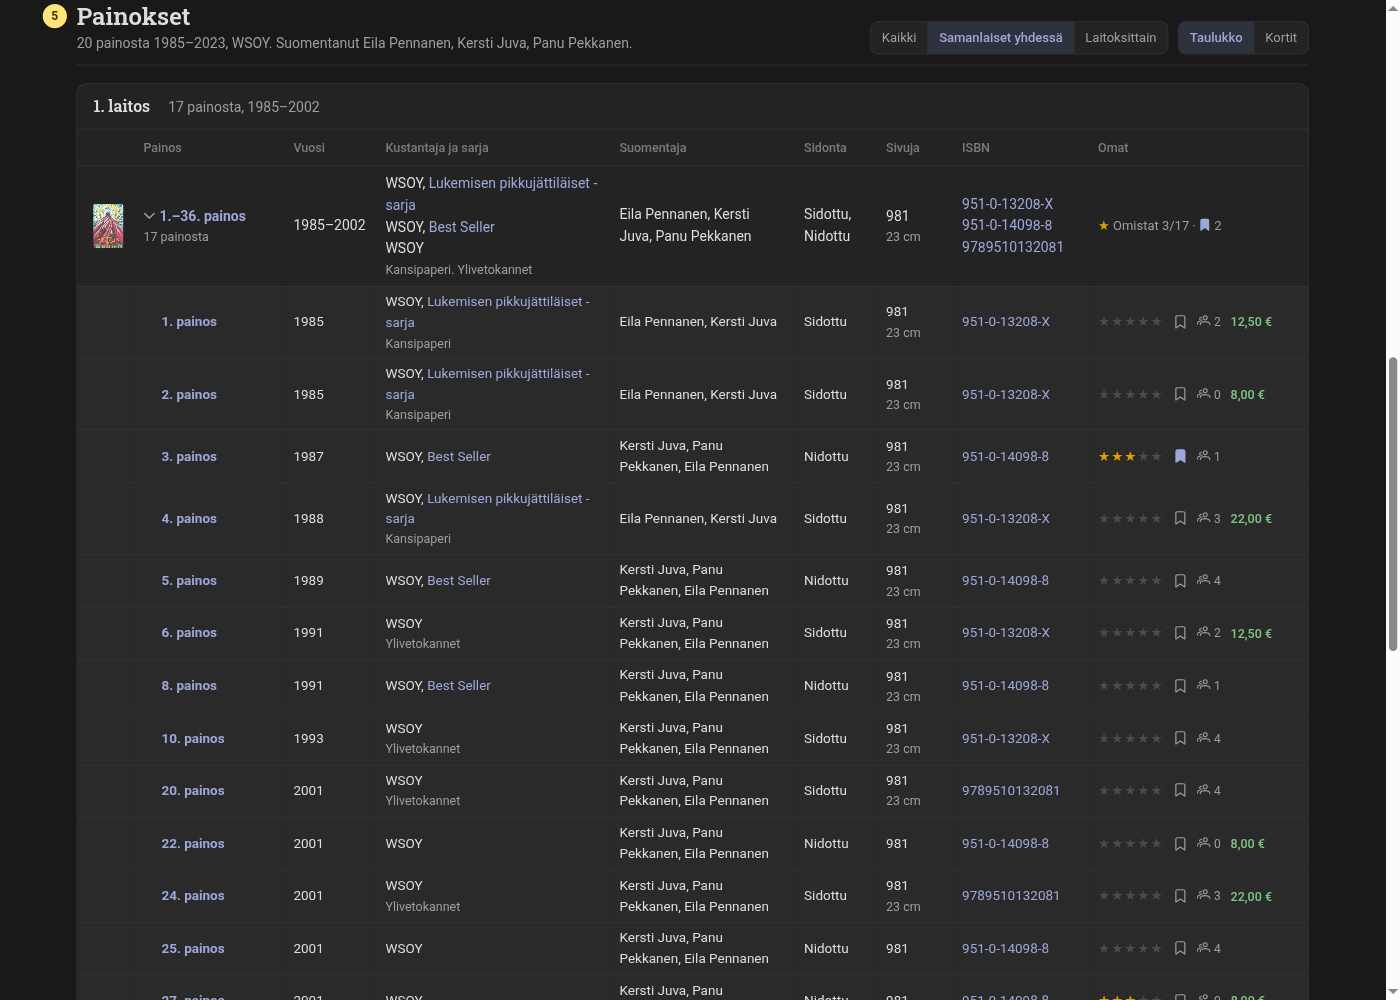 5 Painokset
20 painosta 1985–2023, WSOY. Suomentanut Eila Pennanen, Kersti Juva, Panu Pekkanen.
Kaikki Samanlaiset yhdessä Laitoksittain Taulukko Kortit
1. laitos 17 painosta, 1985–2002
Painos Vuosi Kustantaja ja sarja Suomentaja Sidonta Sivuja ISBN Omat
1.–36. painos
17 painosta
1985–2002
WSOY, Lukemisen pikkujättiläiset -
sarja
WSOY, Best Seller
WSOY
Kansipaperi. Ylivetokannet
Eila Pennanen, Kersti
Juva, Panu Pekkanen
Sidottu,
Nidottu
981
23 cm
951-0-13208-X
951-0-14098-8
9789510132081
★ Omistat 3/17 · 2
1. painos
1985
WSOY, Lukemisen pikkujättiläiset -
sarja
Kansipaperi
Eila Pennanen, Kersti Juva
Sidottu
981
23 cm
951-0-13208-X
★★★★★ 2 12,50 €
2. painos
1985
WSOY, Lukemisen pikkujättiläiset -
sarja
Kansipaperi
Eila Pennanen, Kersti Juva
Sidottu
981
23 cm
951-0-13208-X
★★★★★ 0 8,00 €
3. painos
1987
WSOY, Best Seller
Kersti Juva, Panu
Pekkanen, Eila Pennanen
Nidottu
981
23 cm
951-0-14098-8
★★★★★ 1
4. painos
1988
WSOY, Lukemisen pikkujättiläiset -
sarja
Kansipaperi
Eila Pennanen, Kersti Juva
Sidottu
981
23 cm
951-0-13208-X
★★★★★ 3 22,00 €
5. painos
1989
WSOY, Best Seller
Kersti Juva, Panu
Pekkanen, Eila Pennanen
Nidottu
981
23 cm
951-0-14098-8
★★★★★ 4
6. painos
1991
WSOY
Ylivetokannet
Kersti Juva, Panu
Pekkanen, Eila Pennanen
Sidottu
981
23 cm
951-0-13208-X
★★★★★ 2 12,50 €
8. painos
1991
WSOY, Best Seller
Kersti Juva, Panu
Pekkanen, Eila Pennanen
Nidottu
981
23 cm
951-0-14098-8
★★★★★ 1
10. painos
1993
WSOY
Ylivetokannet
Kersti Juva, Panu
Pekkanen, Eila Pennanen
Sidottu
981
23 cm
951-0-13208-X
★★★★★ 4
20. painos
2001
WSOY
Ylivetokannet
Kersti Juva, Panu
Pekkanen, Eila Pennanen
Sidottu
981
23 cm
9789510132081
★★★★★ 4
22. painos
2001
WSOY
Kersti Juva, Panu
Pekkanen, Eila Pennanen
Nidottu
981
951-0-14098-8
★★★★★ 0 8,00 €
24. painos
2001
WSOY
Ylivetokannet
Kersti Juva, Panu
Pekkanen, Eila Pennanen
Sidottu
981
23 cm
9789510132081
★★★★★ 3 22,00 €
25. painos
2001
WSOY
Kersti Juva, Panu
Pekkanen, Eila Pennanen
Nidottu
981
951-0-14098-8
★★★★★ 4
Kersti Juva, Panu